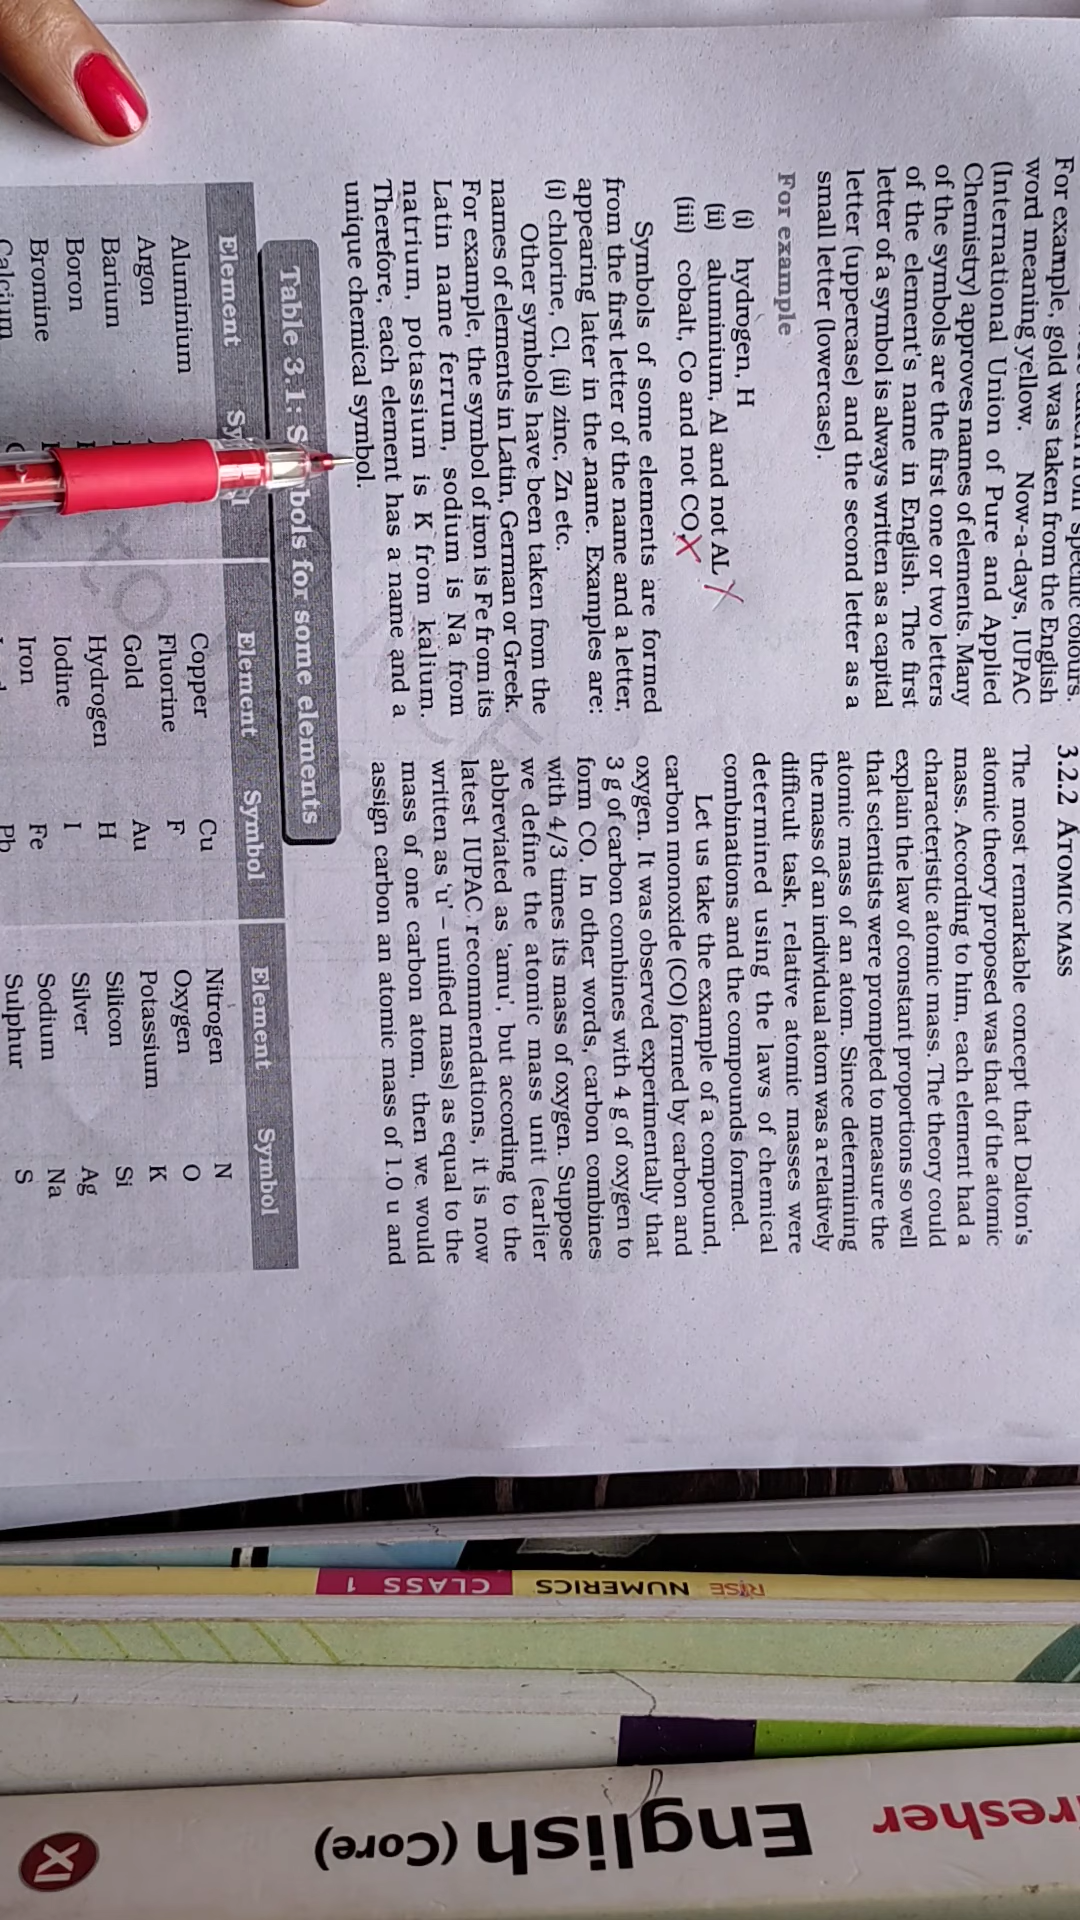 For example, gold was taken from the English
word meaning yellow. Now-a-days, IUPAC
(International Union of Pure and Applied
Chemistry) approves names of elements. Many
of the symbols are the first one or two letters
of the element's name in English. The first
letter of a symbol is always written as a capital
letter (uppercase) and the second letter as a
small letter (lowercase).
For example
(i) hydrogen, H
(ii) aluminium, Al and not AL
(iii) cobalt, Co and not CO.
Symbols of some elements are formed
from the first letter of the name and a letter,
appearing later in the name. Examples are:
(i) chlorine, Cl, (ii) zinc, Zn etc.
Other symbols have been taken from the
names of elements in Latin, German or Greek.
For example, the symbol of iron is Fe from its
Latin name ferrum, sodium is Na from
natrium, potassium is K from kalium.
Therefore, each element has a name and a
unique chemical symbol.
3.2.2 ATOMIC MASS
The most remarkable concept that Dalton's
atomic theory proposed was that of the atomic
mass. According to him, each element had a
characteristic atomic mass. The theory could
explain the law of constant proportions so well
that scientists were prompted to measure the
atomic mass of an atom. Since determining
the mass of an individual atom was a relatively
difficult task, relative atomic masses were
determined using the laws of chemical
combinations and the compounds formed.
Let us take the example of a compound,
carbon monoxide (CO) formed by carbon and
oxygen. It was observed experimentally that
3 g of carbon combines with 4 g of oxygen to
form CO. In other words, carbon combines
with 4/3 times its mass of oxygen. Suppose
we define the atomic mass unit (earlier
abbreviated as 'amu', but according to the
latest IUPAC recommendations, it is now
written as 'u' – unified mass) as equal to the
mass of one carbon atom, then we would
assign carbon an atomic mass of 1.0 u and
Table 3.1: bols for some elements
Element Element Symbol Element Symbol
Aluminium Copper Cu Nitrogen N
Argon Fluorine F Oxygen O
Barium Gold Au Potassium K
Boron Hydrogen H Silicon Si
Bromine Iodine I Silver Ag
Calcium Iron Fe Sodium Na
Pb Sulphur S
RISE NUMERICS CLASS 1
resher English (Core) XI